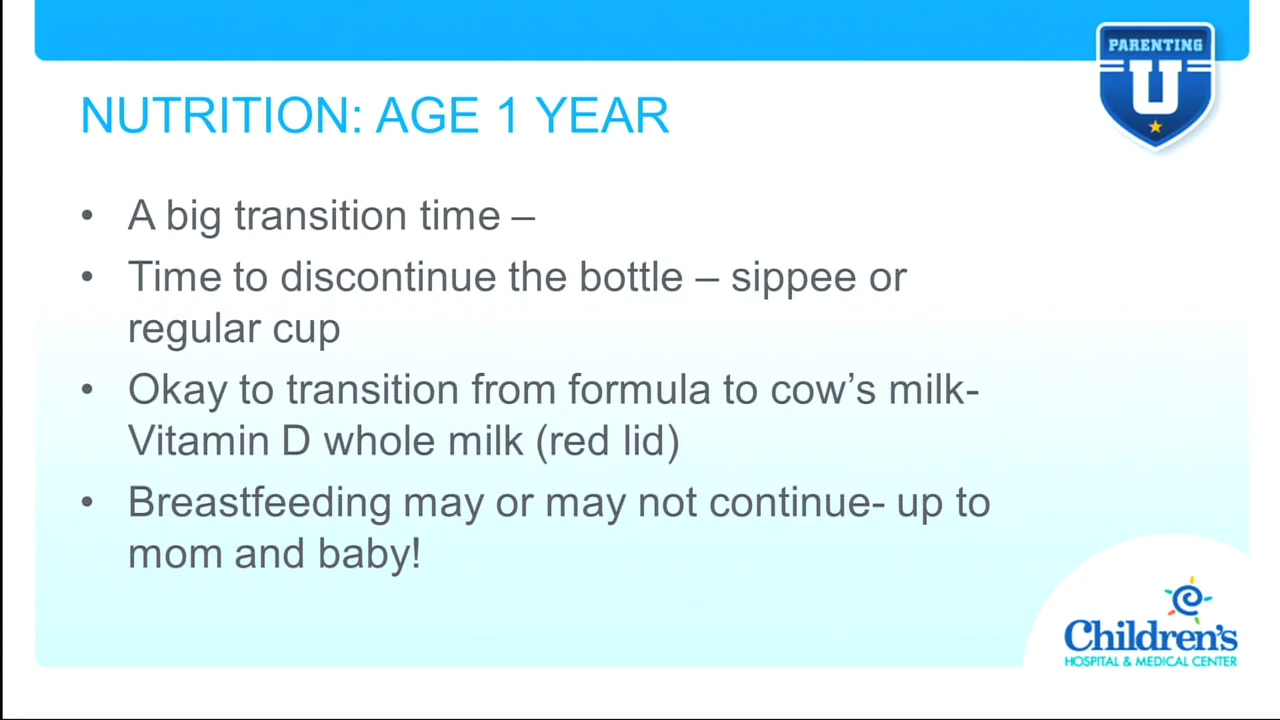 PARENTING
U
NUTRITION: AGE 1 YEAR
• A big transition time –
• Time to discontinue the bottle – sippee or
regular cup
• Okay to transition from formula to cow’s milk-
Vitamin D whole milk (red lid)
• Breastfeeding may or may not continue- up to
mom and baby!
Children's
HOSPITAL & MEDICAL CENTER